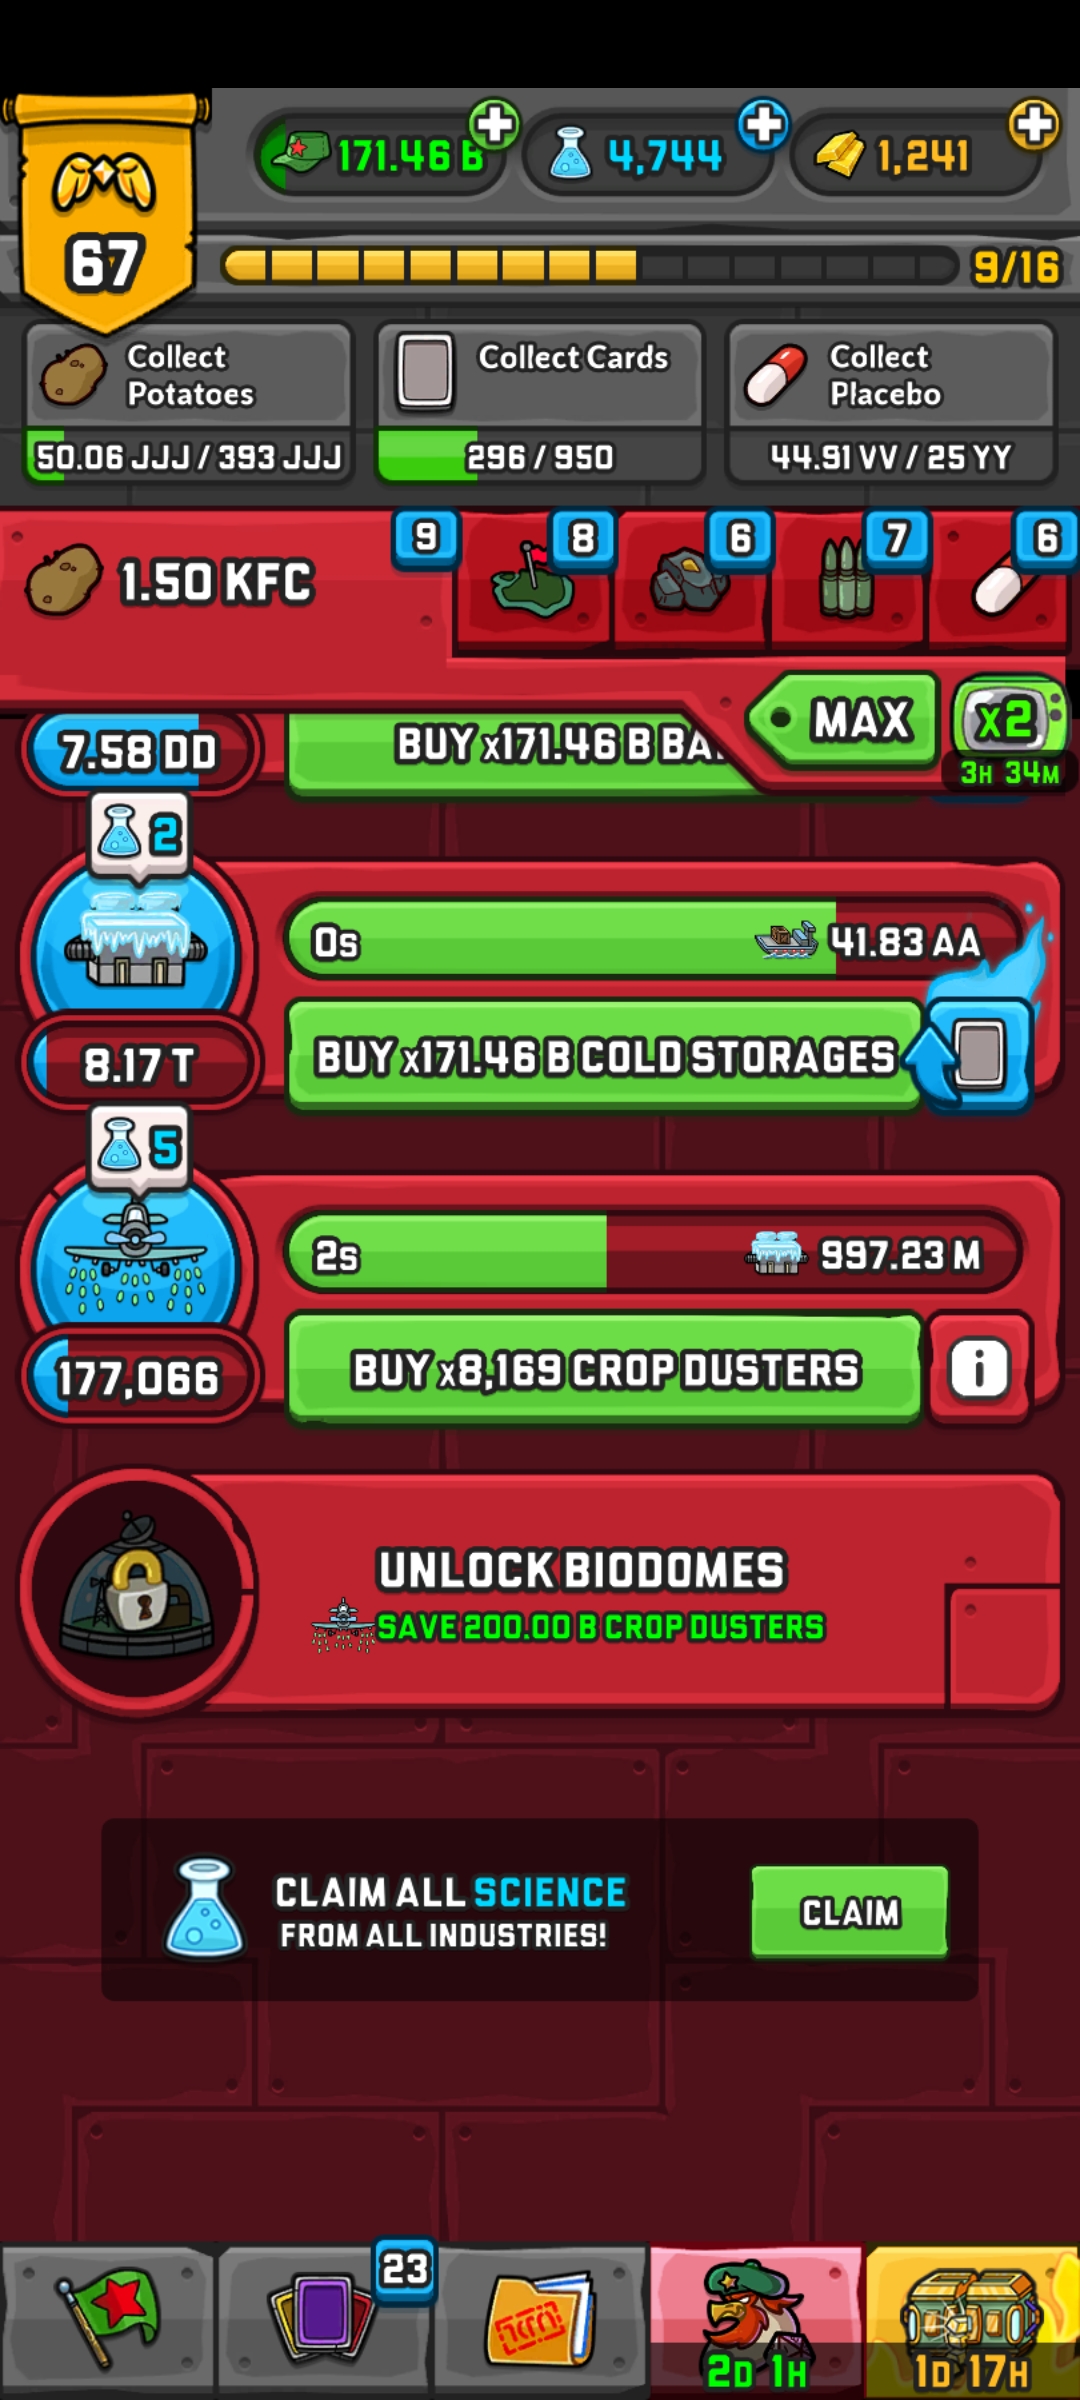 171.46 B
4,744
1,241
67
9/16
Collect
Potatoes
50.06 JJJ / 393 JJJ
Collect Cards
296 / 950
Collect
Placebo
44.91 VV / 25 YY
1.50 KFC
9
8
6
7
6
MAX
x2
3H 34M
7.58 DD
BUY x171.46 B BA
2
0s
41.83 AA
8.17 T
BUY x171.46 B COLD STORAGES
5
2s
997.23 M
177,066
BUY x8,169 CROP DUSTERS
i
UNLOCK BIODOMES
SAVE 200.00 B CROP DUSTERS
CLAIM ALL SCIENCE
FROM ALL INDUSTRIES!
CLAIM
23
2D 1H
1D 17H